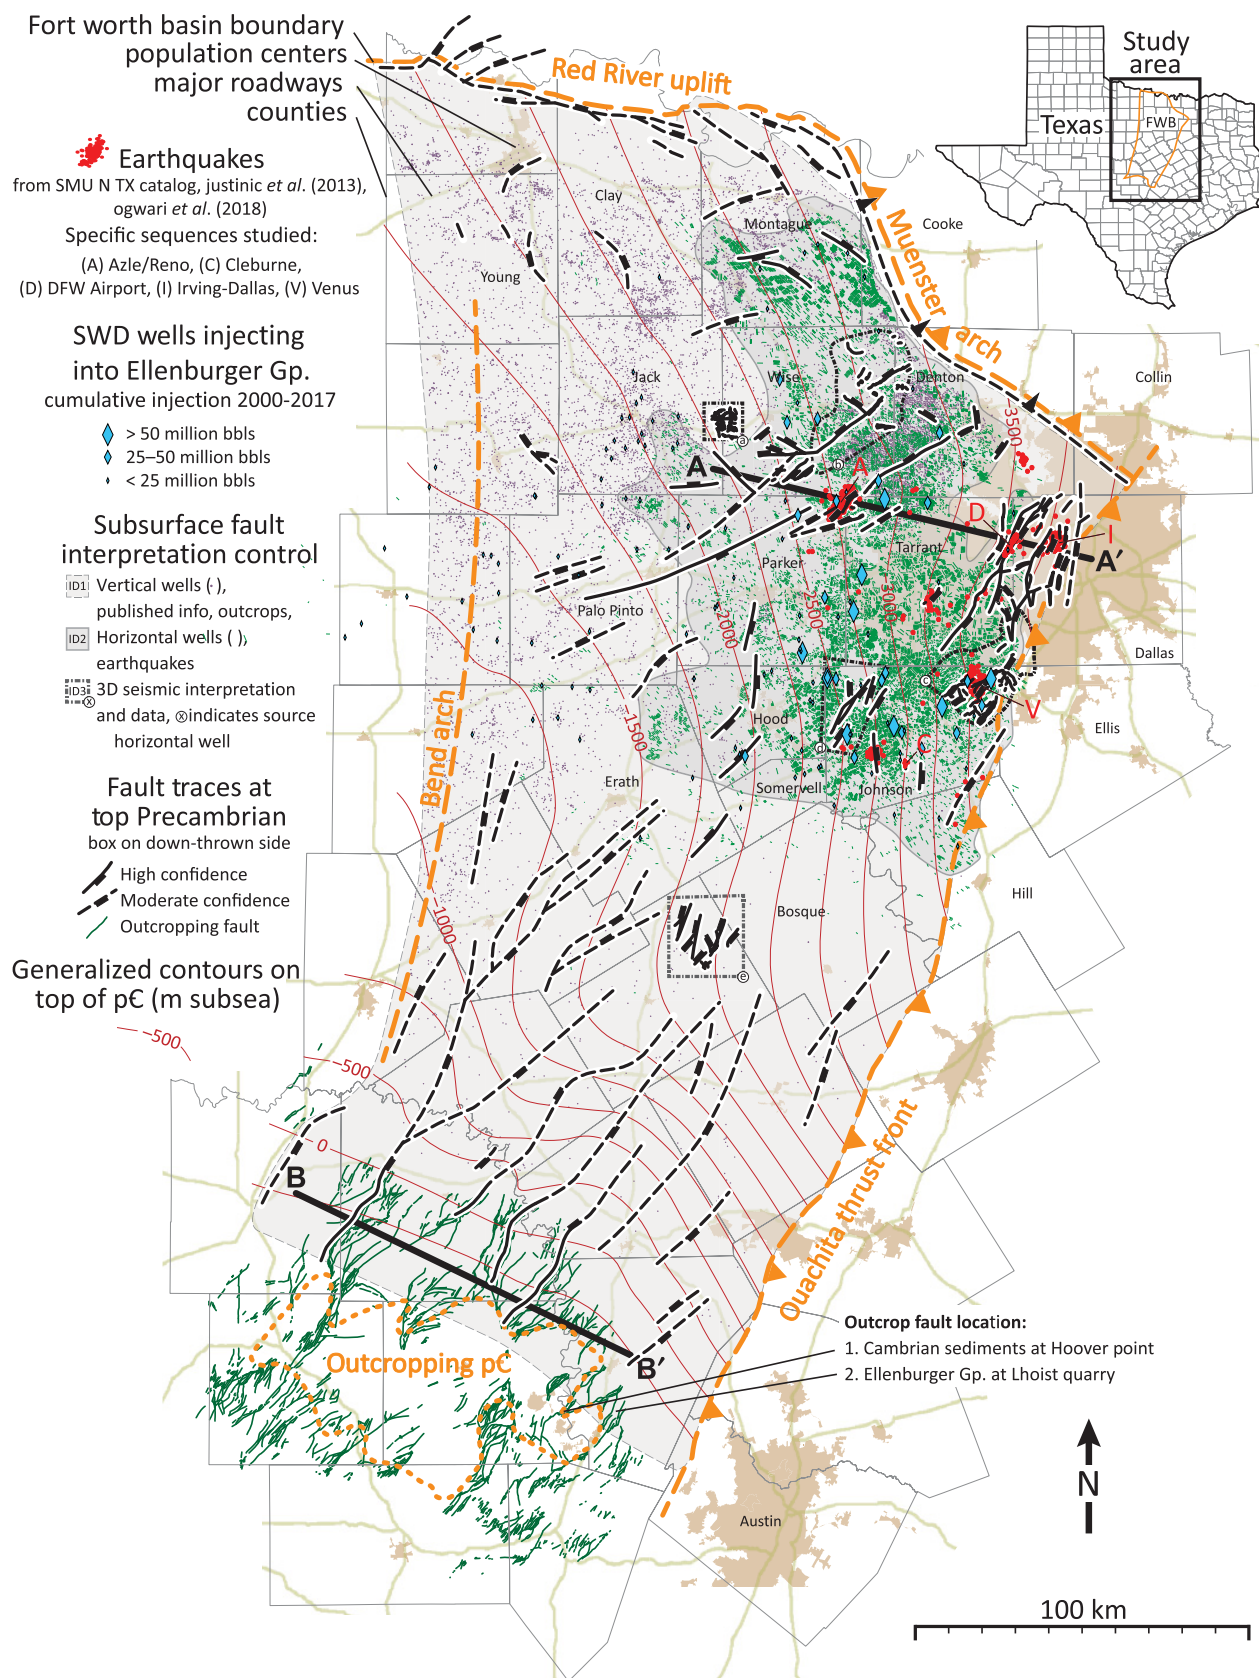 Fort worth basin boundary
population centers
major roadways
counties
Earthquakes
from SMU N TX catalog, justinic et al. (2013),
ogwari et al. (2018)
Specific sequences studied:
(A) Azle/Reno, (C) Cleburne,
(D) DFW Airport, (I) Irving-Dallas, (V) Venus
SWD wells injecting
into Ellenburger Gp.
cumulative injection 2000-2017
> 50 million bbls
25–50 million bbls
< 25 million bbls
Subsurface fault
interpretation control
ID1 Vertical wells (·),
published info, outcrops,
ID2 Horizontal wells ( ),
earthquakes
ID3 3D seismic interpretation
and data, ⓧindicates source
horizontal well
Fault traces at
top Precambrian
box on down-thrown side
High confidence
Moderate confidence
Outcropping fault
Generalized contours on
top of p€ (m subsea)
−500
Red River uplift
Muenster arch
Bend arch
Ouachita thrust front
Outcropping p€
Study
area
Texas
FWB
Clay
Montague
Cooke
Young
Jack
Wise
Denton
Collin
Parker
Tarrant
Palo Pinto
Dallas
Hood
Ellis
Erath
Somervell
Johnson
Hill
Bosque
Austin
A
A′
B
B′
A
D
I
V
C
a
b
c
d
e
3500
3000
2500
−2000
−1500
−1000
−500
0
Outcrop fault location:
1. Cambrian sediments at Hoover point
2. Ellenburger Gp. at Lhoist quarry
N
100 km